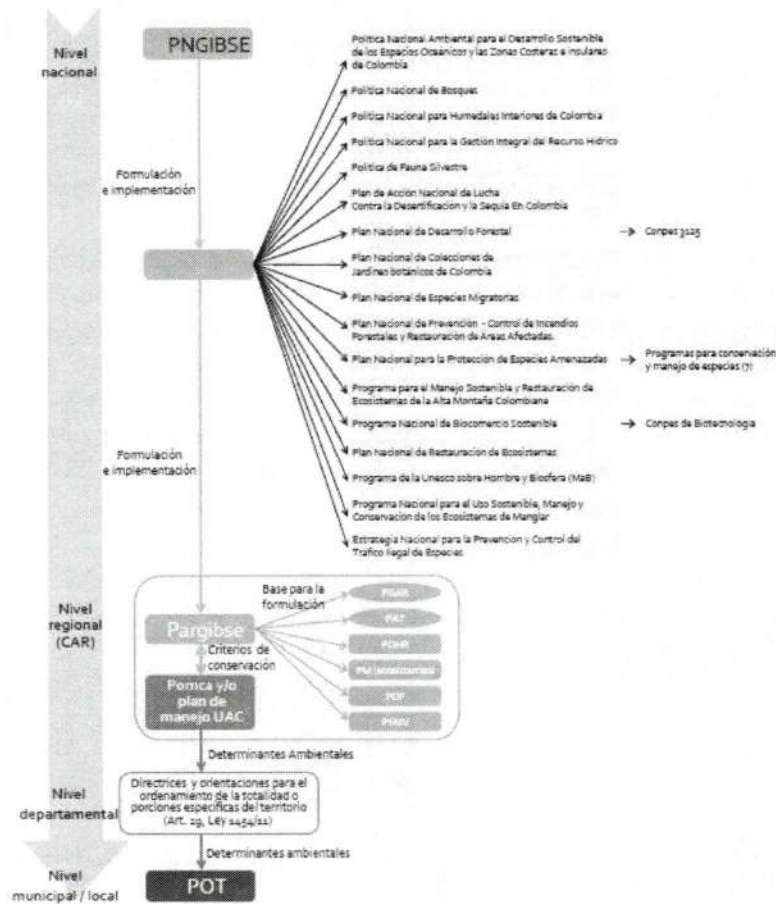 Nivel
nacional
PNGIBSE
Formulación
e implementación
Política Nacional Ambiental para el Desarrollo Sostenible
de los Espacios Oceánicos y las Zonas Costeras e insulares
de Colombia
Política Nacional de Bosques
Política Nacional para Humedales Interiores de Colombia
Política Nacional para la Gestión Integral del Recurso Hídrico
Política de Fauna Silvestre
Plan de Acción Nacional de Lucha
Contra la Desertificación y la Sequía En Colombia
Plan Nacional de Desarrollo Forestal
Conpes 3125
Plan Nacional de Colecciones de
Jardines botánicos de Colombia
Plan Nacional de Especies Migratorias
Plan Nacional de Prevención - Control de Incendios
Forestales y Restauración de Áreas Afectadas.
Plan Nacional para la Protección de Especies Amenazadas
Programas para conservación
y manejo de especies (7)
Programa para el Manejo Sostenible y Restauración de
Ecosistemas de la Alta Montaña Colombiana
Programa Nacional de Biocomercio Sostenible
Conpes de Biotecnología
Plan Nacional de Restauración de Ecosistemas
Programa de la Unesco sobre Hombre y Biosfera (MaB)
Programa Nacional para el Uso Sostenible, Manejo y
Conservación de los Ecosistemas de Manglar
Estrategia Nacional para la Prevención y Control del
Tráfico Ilegal de Especies
Formulación
e implementación
Nivel
regional
(CAR)
Base para la
formulación
Pargibse
Criterios de
conservación
Pomca y/o
plan de
manejo UAC
PGAR
PAT
Determinantes Ambientales
Nivel
departamental
Directrices y orientaciones para el
ordenamiento de la totalidad o
porciones específicas del territorio
(Art. 29, Ley 1454/11)
Determinantes ambientales
Nivel
municipal / local
POT